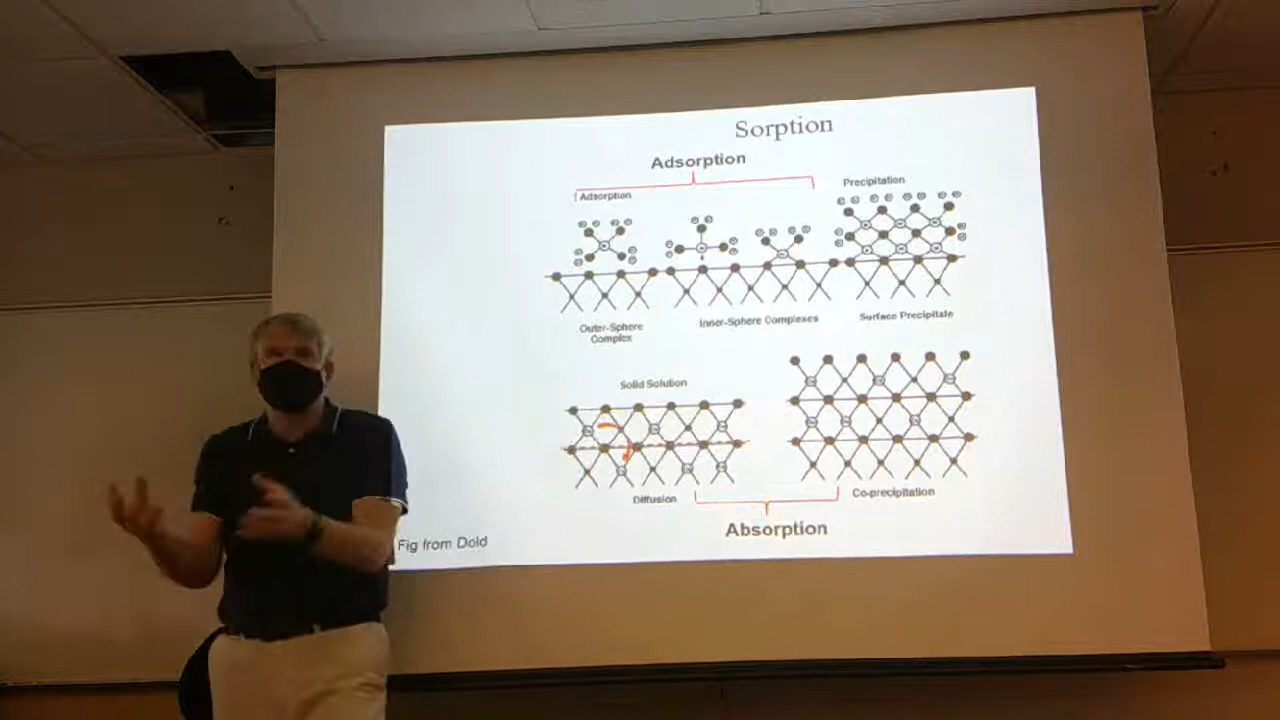 Sorption
Adsorption
Adsorption
Precipitation
Outer-Sphere
Complex
Inner-Sphere Complexes
Surface Precipitate
Solid Solution
Diffusion
Co-precipitation
Absorption
Fig from Dold